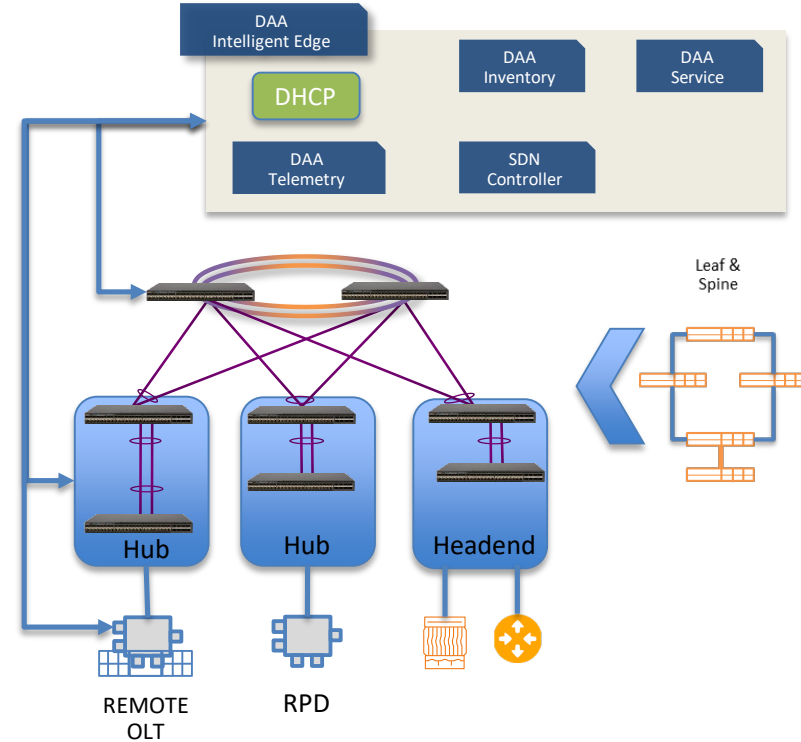 DAA
Intelligent Edge
DAA
Inventory
DAA
Service
DHCP
DAA
Telemetry
SDN
Controller
Leaf &
Spine
Hub
Hub
Headend
REMOTE
OLT
RPD